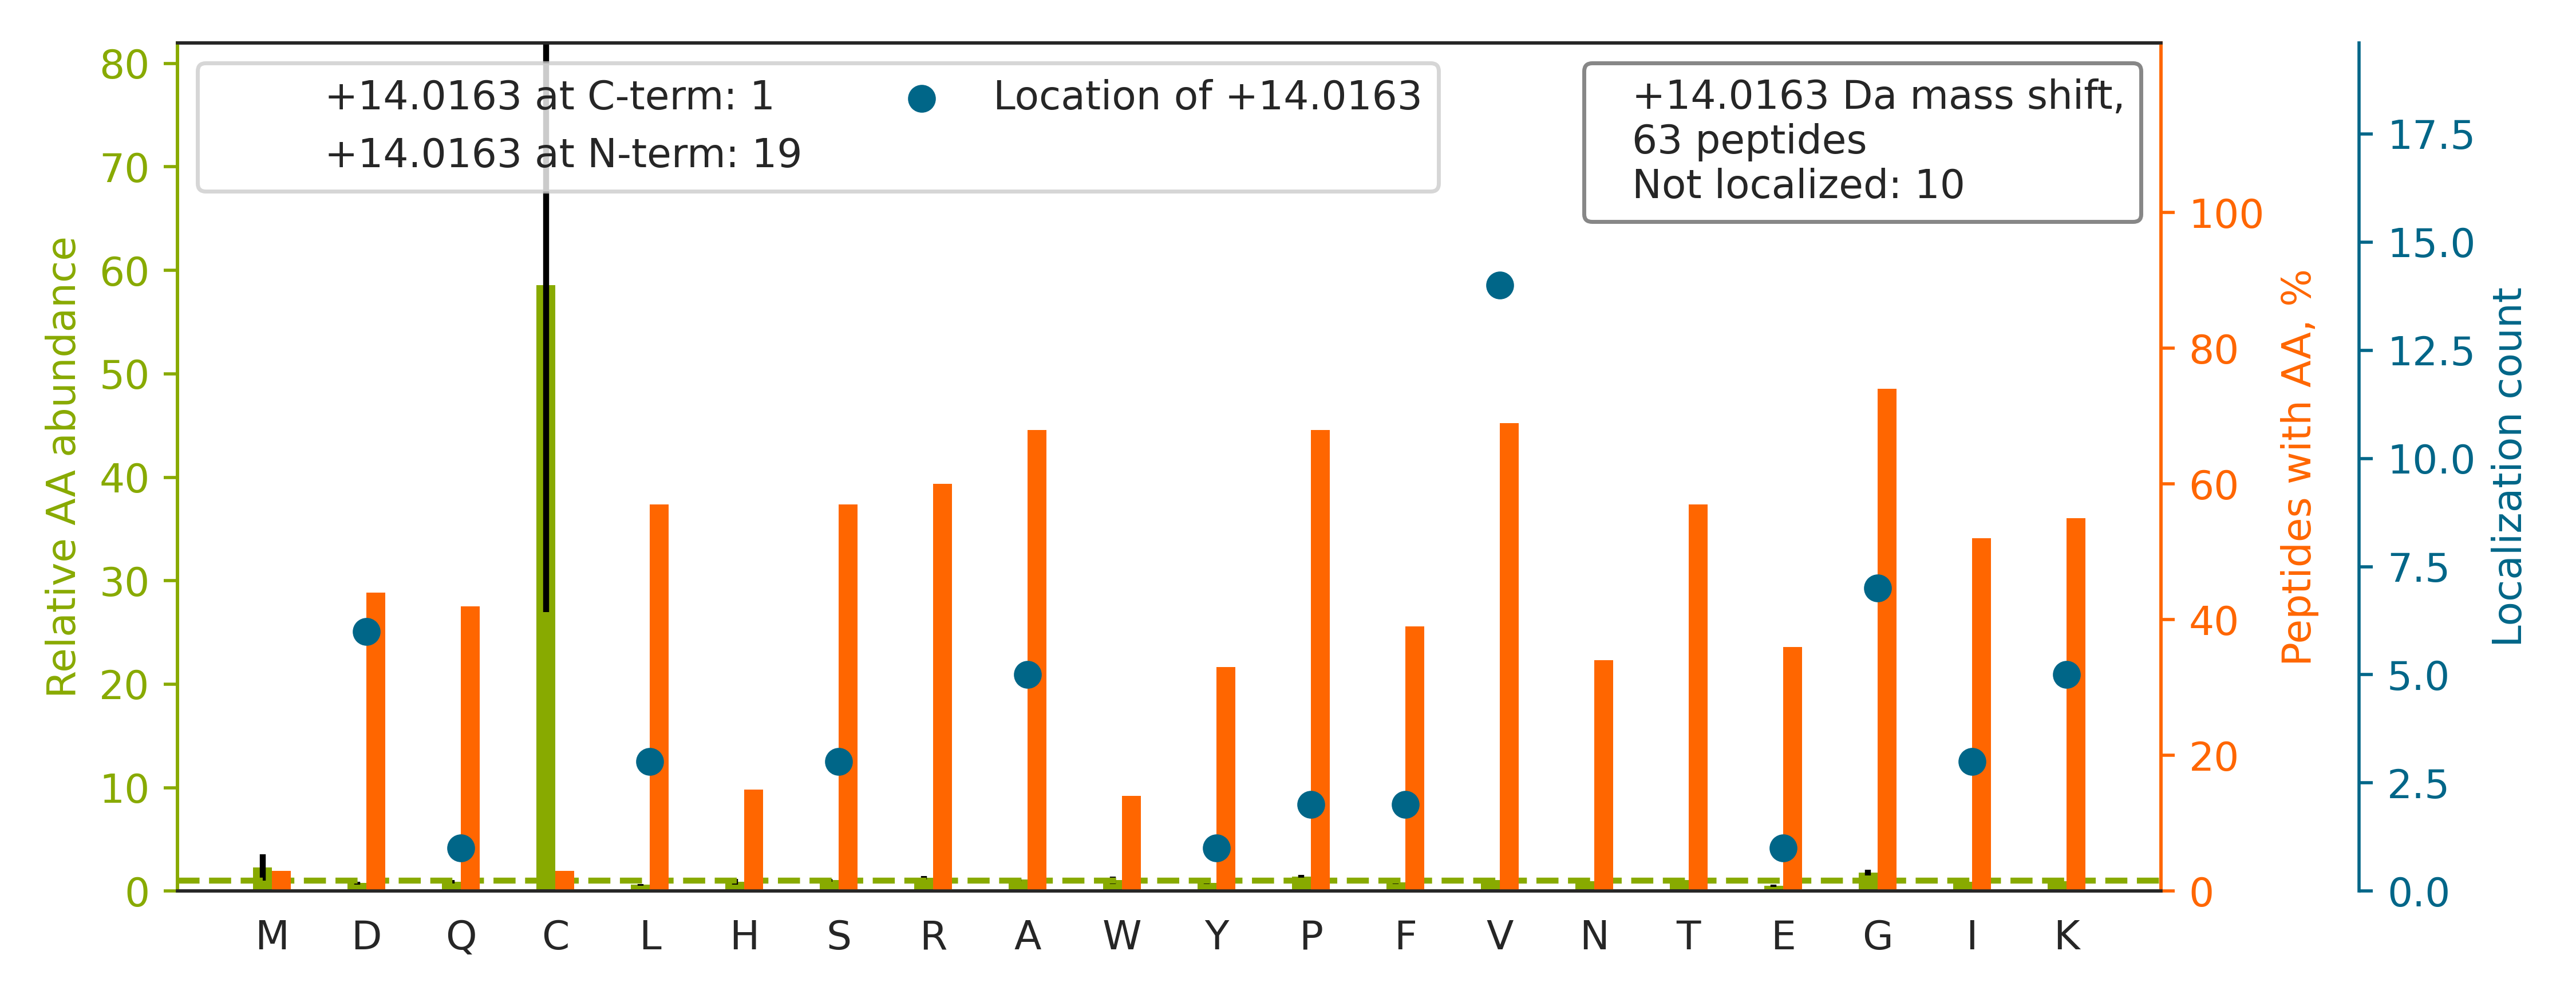 +14.0163 at C-term: 1
+14.0163 at N-term: 19
Location of +14.0163
+14.0163 Da mass shift,
63 peptides
Not localized: 10
Relative AA abundance
80
70
60
50
40
30
20
10
0
M D Q C L H S R A W Y P F V N T E G I K
100
80
60
40
20
0
Peptides with AA, %
17.5
15.0
12.5
10.0
7.5
5.0
2.5
0.0
Localization count